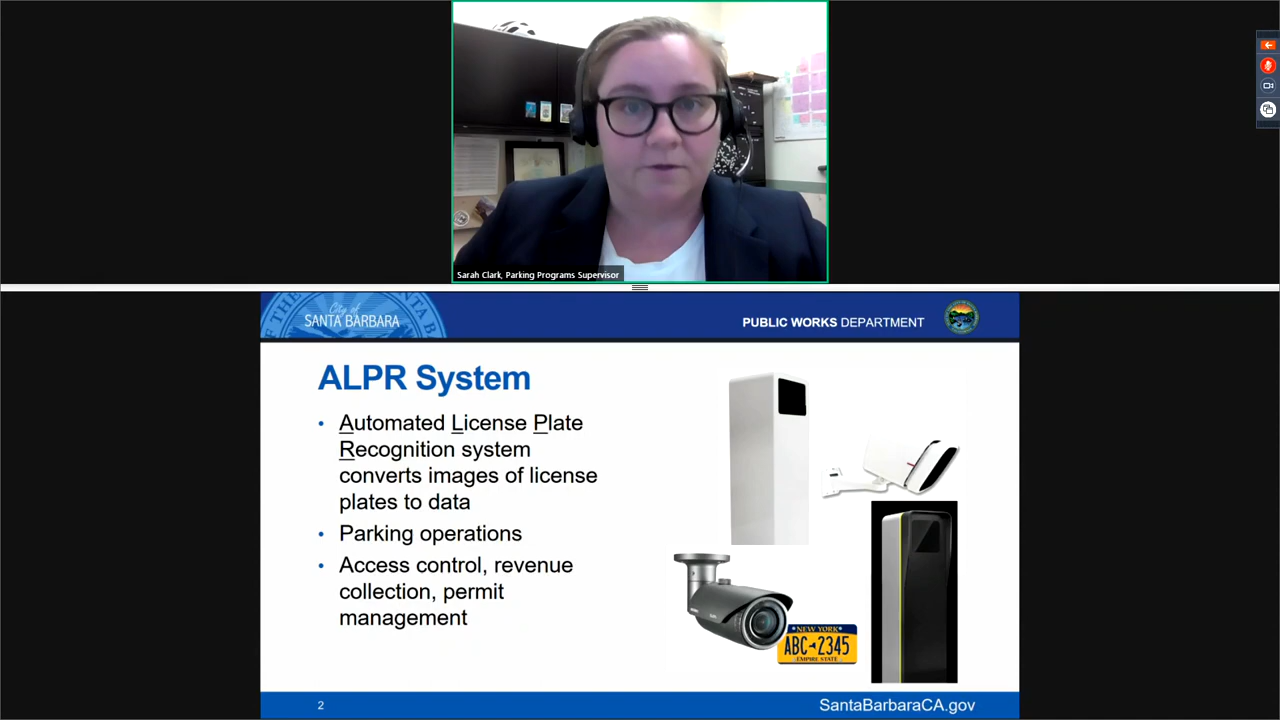 Sarah Clark, Parking Programs Supervisor
City of
SANTA BARBARA
PUBLIC WORKS DEPARTMENT
ALPR System
• Automated License Plate
Recognition system
converts images of license
plates to data
• Parking operations
• Access control, revenue
collection, permit
management
NEW YORK
ABC-2345
EMPIRE STATE
2
SantaBarbaraCA.gov